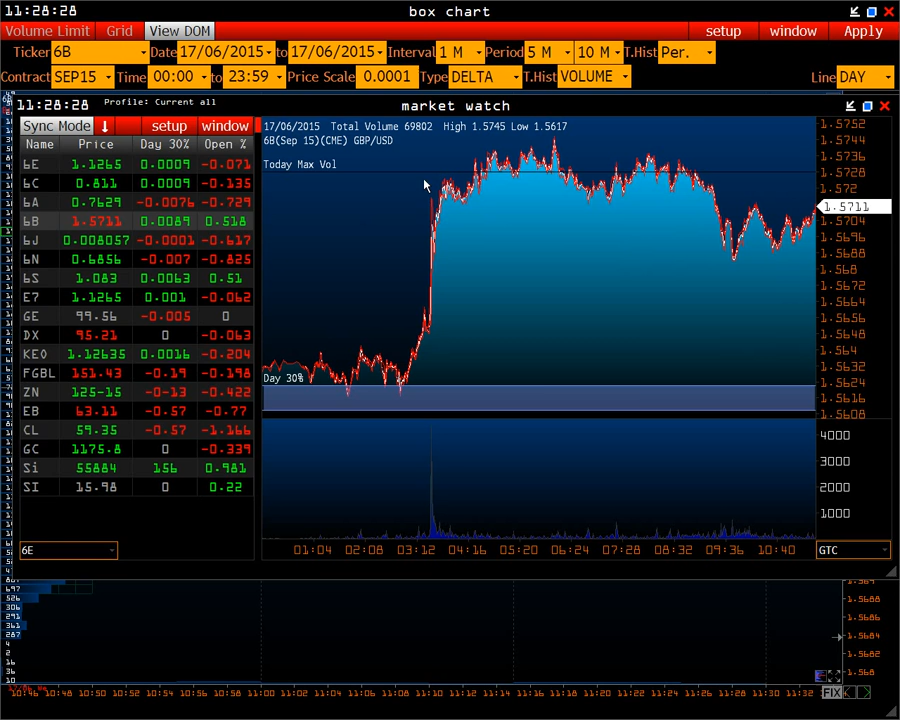 11:28:28 box chart
Volume Limit Grid View DOM setup window Apply
Ticker 6B Date 17/06/2015 to 17/06/2015 Interval 1 M Period 5 M 10 M T.Hist Per.
Contract SEP15 Time 00:00 to 23:59 Price Scale 0.0001 Type DELTA T.Hist VOLUME Line DAY
11:28:28 Profile: Current all market watch
Sync Mode setup window
Name Price Day 30% Open %
6E 1.1265 0.0009 -0.071
6C 0.811 0.0009 -0.135
6A 0.7629 -0.0076 -0.729
6B 1.5711 0.0089 0.518
6J 0.008057 -0.0001 -0.617
6N 0.6856 -0.007 -0.825
6S 1.083 0.0063 0.51
E7 1.1265 0.001 -0.062
GE 99.56 -0.005 0
DX 95.21 0 -0.063
KE0 1.12635 0.0016 -0.204
FGBL 151.43 -0.19 -0.198
ZN 125-15 -0-13 -0.422
EB 63.11 -0.57 -0.77
CL 59.35 -0.57 -1.166
GC 1175.8 0 -0.339
Si 55884 156 0.981
SI 15.98 0 0.22
6E
17/06/2015 Total Volume 69802 High 1.5745 Low 1.5617
6B(Sep 15)(CME) GBP/USD
Today Max Vol
Day 30%
1.5752
1.5744
1.5736
1.5728
1.572
1.5711
1.5704
1.5696
1.5688
1.568
1.5672
1.5664
1.5656
1.5648
1.564
1.5632
1.5624
1.5616
1.5608
4000
3000
2000
1000
01:04 02:08 03:12 04:16 05:20 06:24 07:28 08:32 09:36 10:40
GTC
697
526
306
291
361
287
4
2
16
36
10
1.5688
1.5686
1.5684
1.5682
1.568
10:46 10:48 10:50 10:52 10:54 10:56 10:58 11:00 11:02 11:04 11:06 11:08 11:10 11:12 11:14 11:16 11:18 11:20 11:22 11:24 11:26 11:28 11:30 11:32
FIX